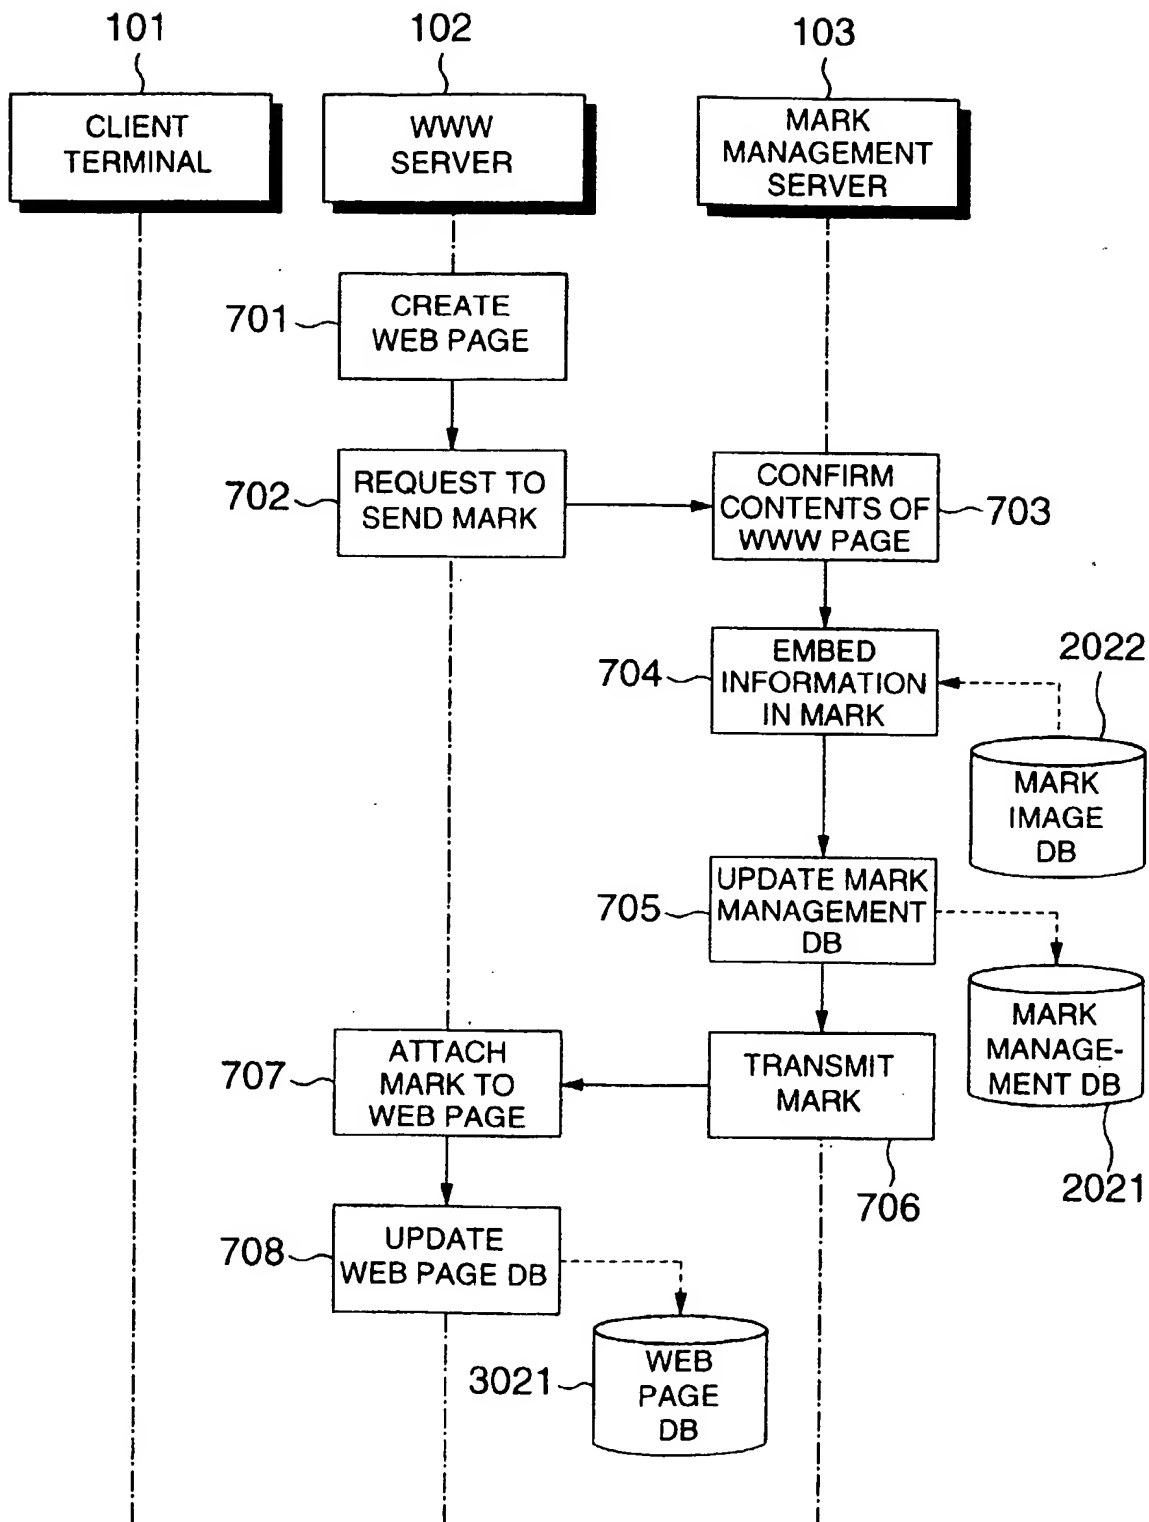 101
102
103
CLIENT
TERMINAL
WWW
SERVER
MARK
MANAGEMENT
SERVER
701
CREATE
WEB PAGE
702
REQUEST TO
SEND MARK
CONFIRM
CONTENTS OF
WWW PAGE
703
704
EMBED
INFORMATION
IN MARK
2022
MARK
IMAGE
DB
705
UPDATE MARK
MANAGEMENT
DB
MARK
MANAGE-
MENT DB
2021
707
ATTACH
MARK TO
WEB PAGE
TRANSMIT
MARK
706
708
UPDATE
WEB PAGE DB
3021
WEB
PAGE
DB